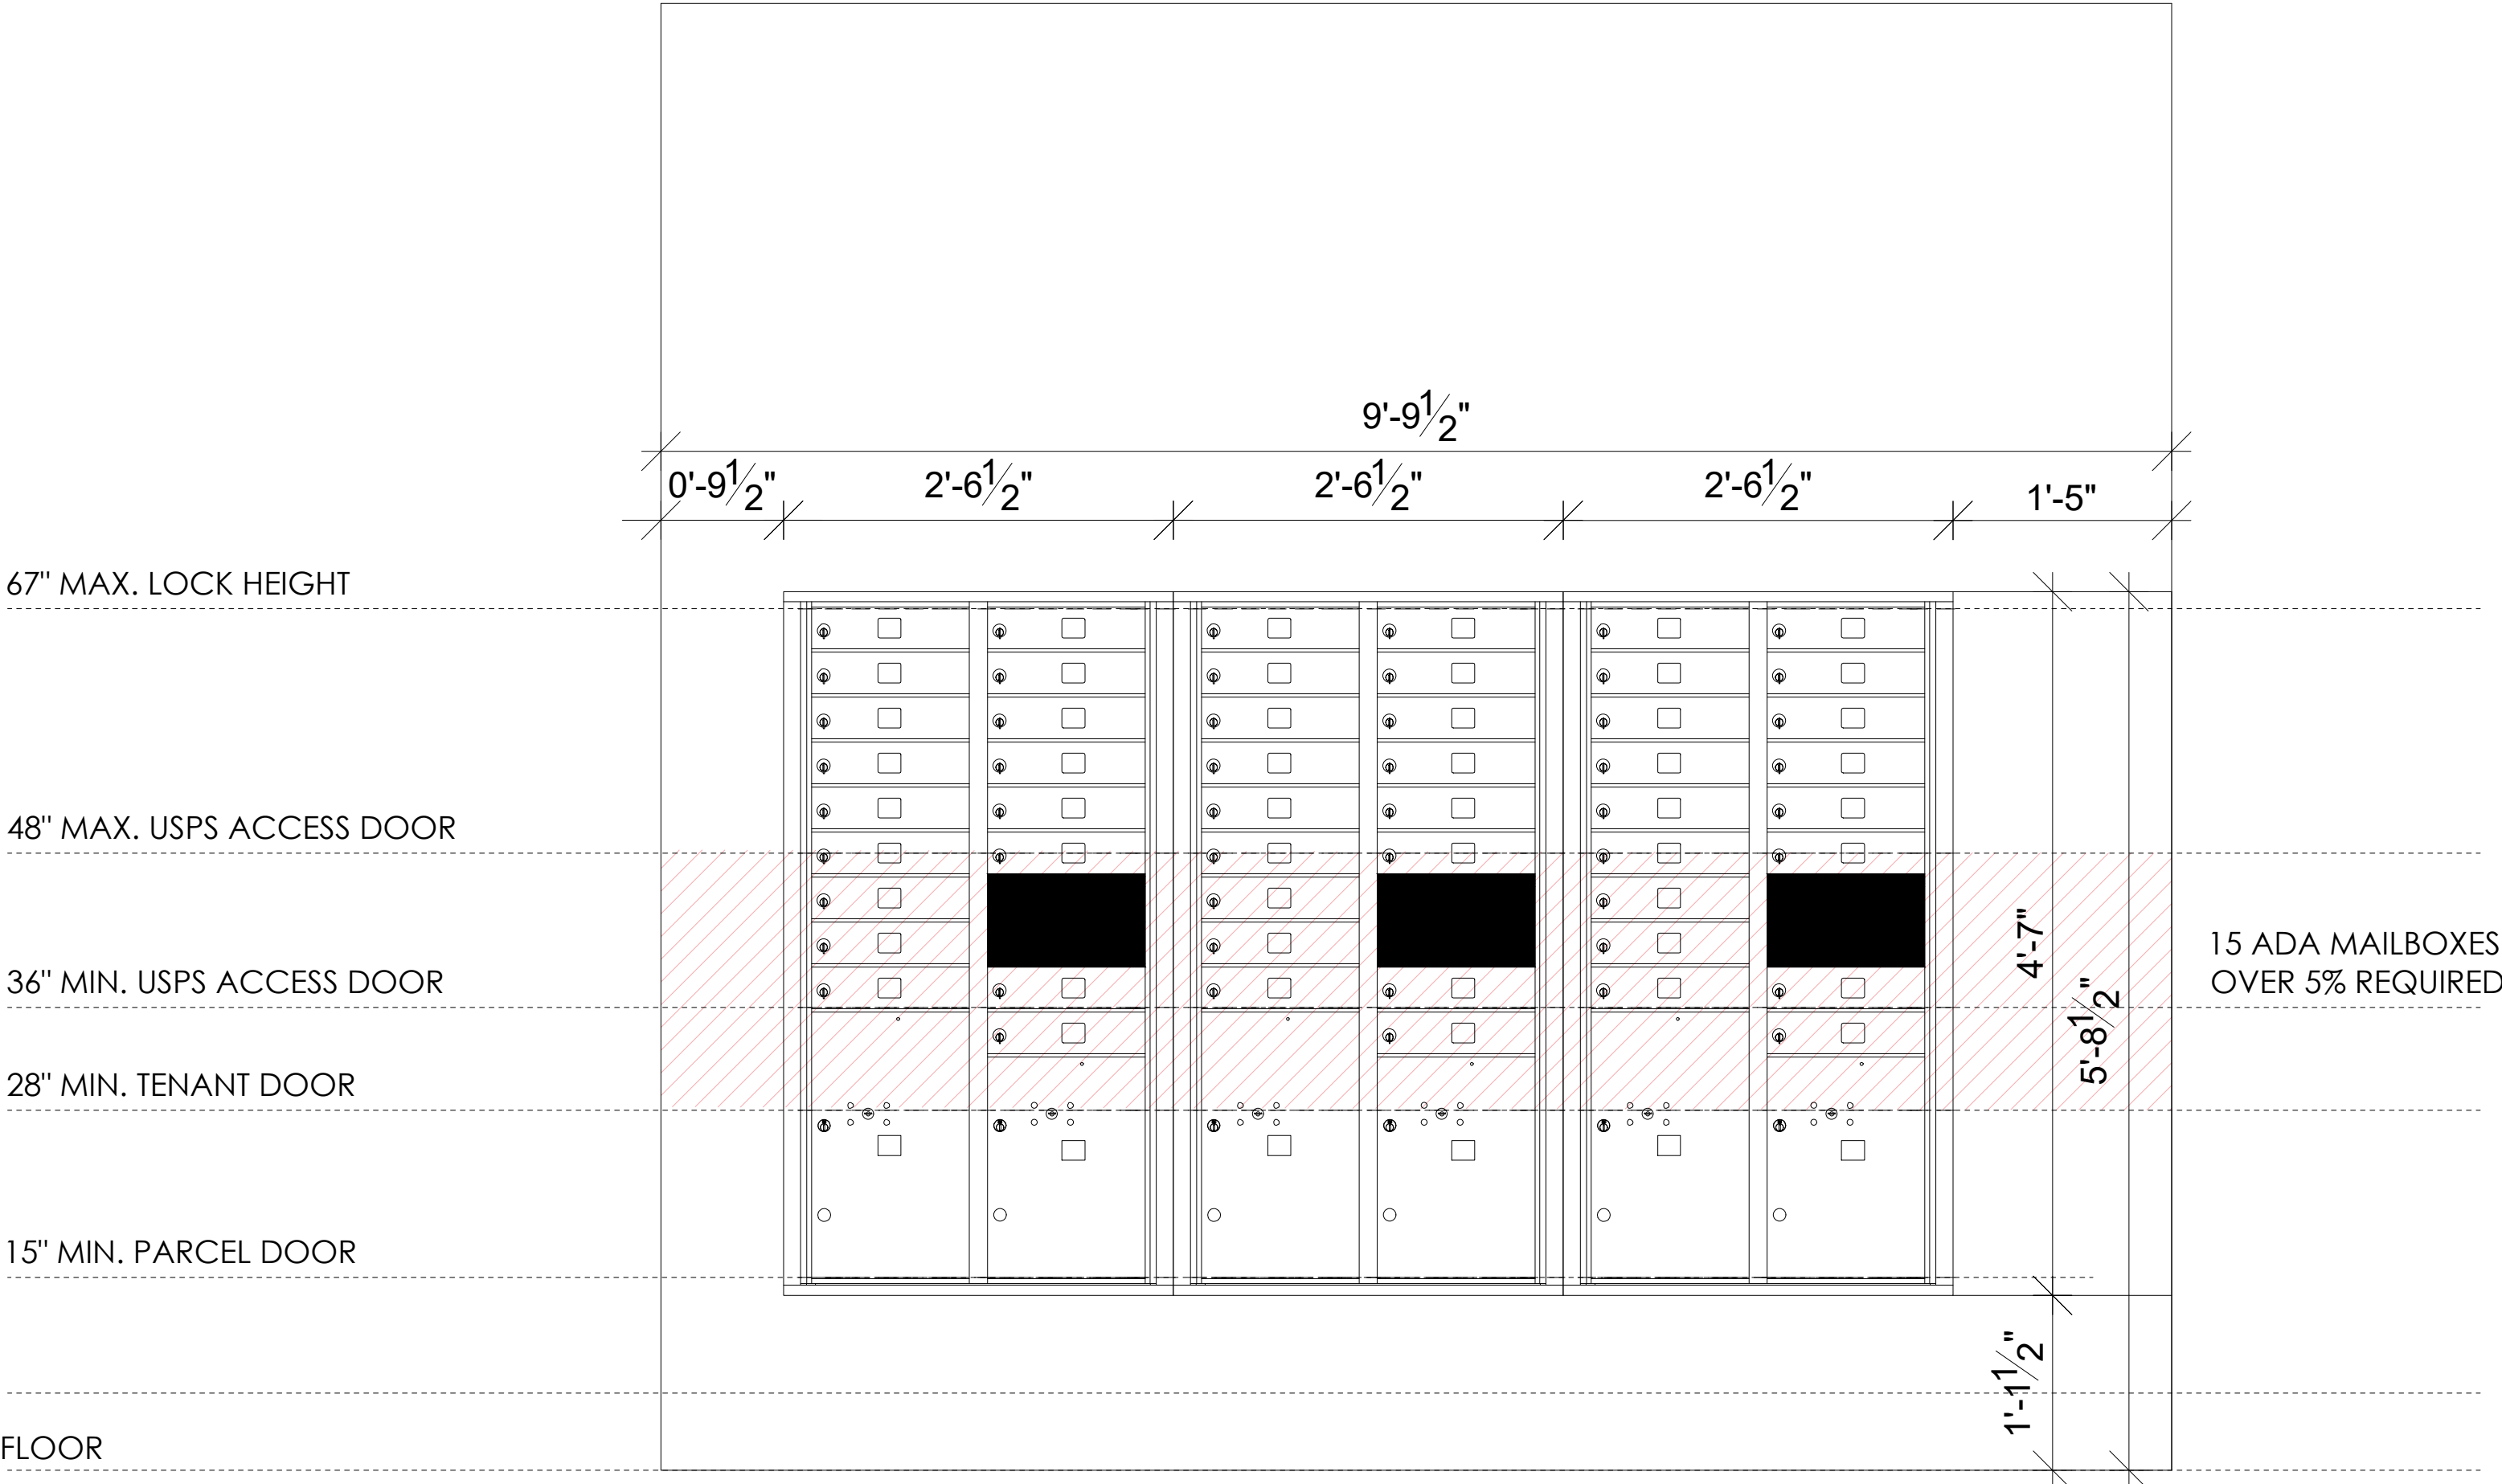 9'-9 1/2"
0'-9 1/2"
2'-6 1/2"
2'-6 1/2"
2'-6 1/2"
1'-5"
67" MAX. LOCK HEIGHT
48" MAX. USPS ACCESS DOOR
4'-7"
15 ADA MAILBOXES
OVER 5% REQUIRED
36" MIN. USPS ACCESS DOOR
5'-8 1/2"
28" MIN. TENANT DOOR
15" MIN. PARCEL DOOR
1'-1 1/2"
FLOOR